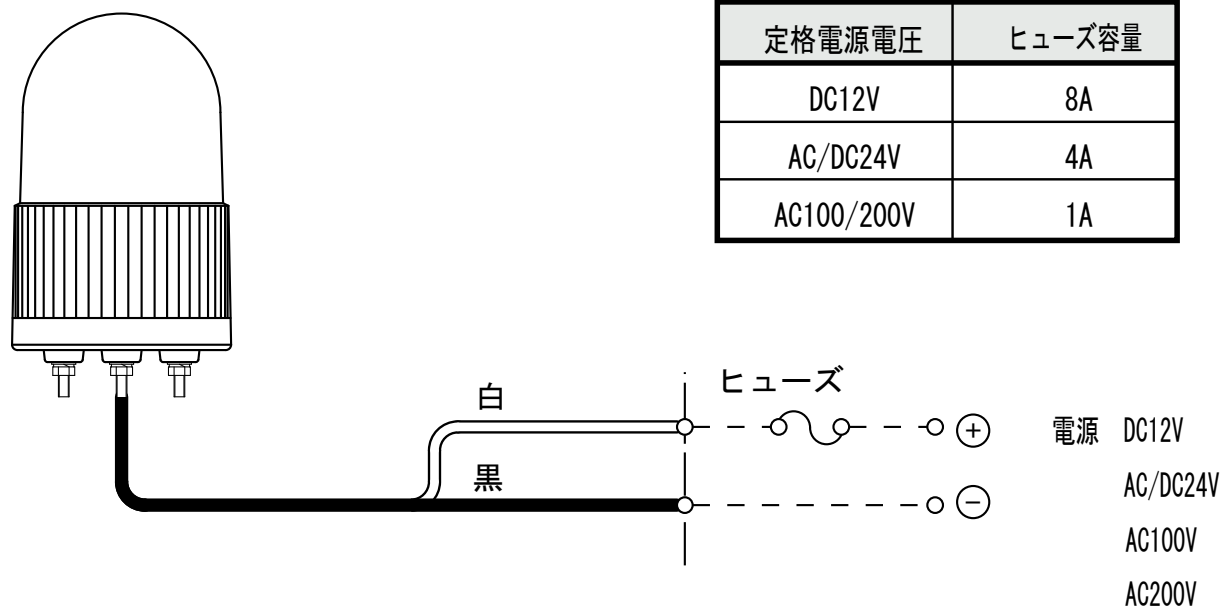 定格電源電圧 ヒューズ容量
DC12V 8A
AC/DC24V 4A
AC100/200V 1A
ヒューズ
白
+
電源 DC12V
黒
−
AC/DC24V
AC100V
AC200V